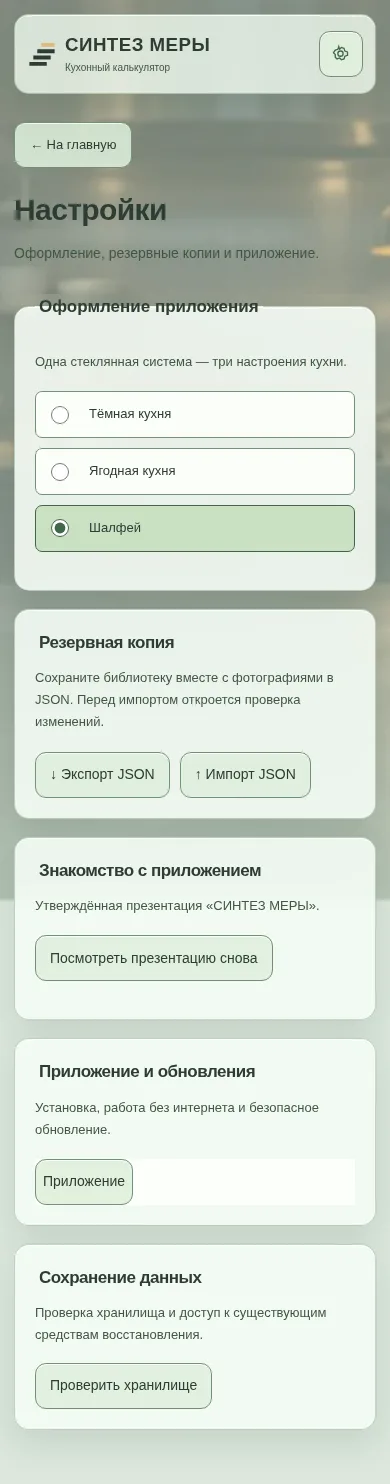 СИНТЕЗ МЕРЫ
Кухонный калькулятор
← На главную
Настройки
Оформление, резервные копии и приложение.
Оформление приложения
Одна стеклянная система — три настроения кухни.
Тёмная кухня
Ягодная кухня
Шалфей
Резервная копия
Сохраните библиотеку вместе с фотографиями в
JSON. Перед импортом откроется проверка
изменений.
↓ Экспорт JSON ↑ Импорт JSON
Знакомство с приложением
Утверждённая презентация «СИНТЕЗ МЕРЫ».
Посмотреть презентацию снова
Приложение и обновления
Установка, работа без интернета и безопасное
обновление.
Приложение
Сохранение данных
Проверка хранилища и доступ к существующим
средствам восстановления.
Проверить хранилище